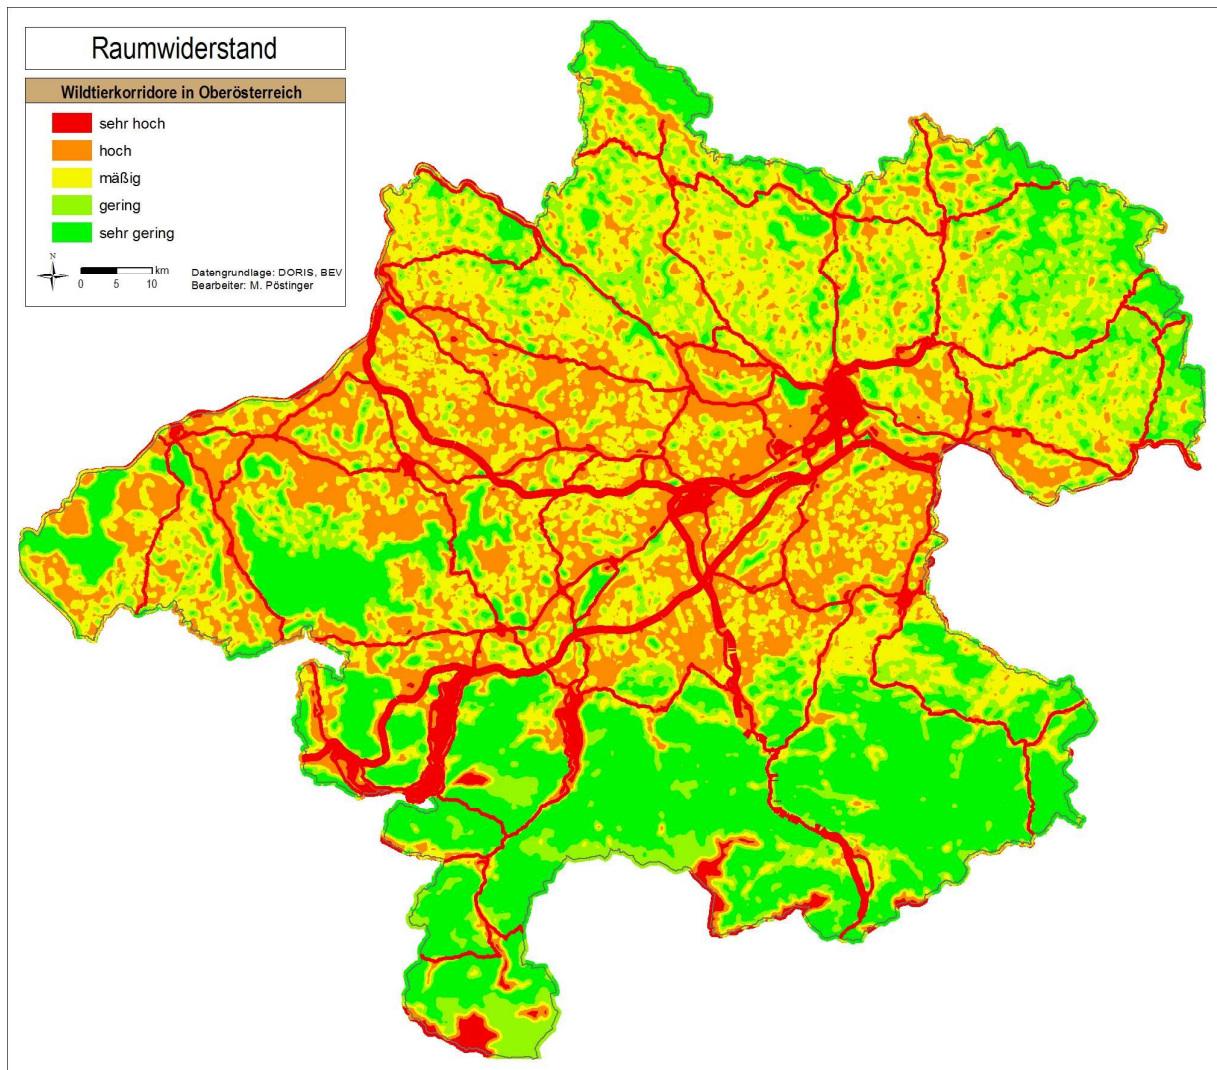 Raumwiderstand
Wildtierkorridore in Oberösterreich
sehr hoch
hoch
mäßig
gering
sehr gering
N
km
0 5 10
Datengrundlage: DORIS, BEV
Bearbeiter: M. Pöstinger